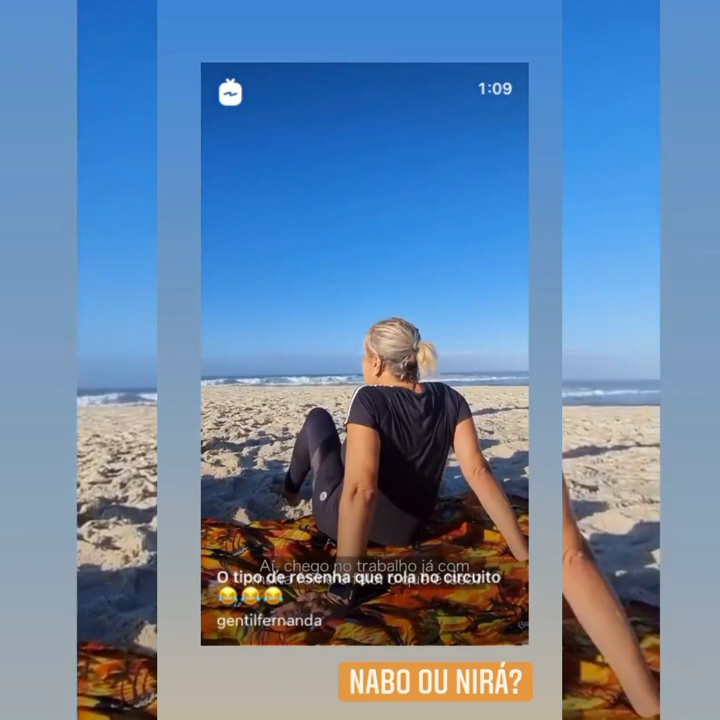 1:09
Aí, chego no trabalho já com
O tipo de resenha que rola no circuito
😂😂😂
gentilfernanda
NABO OU NIRÁ?